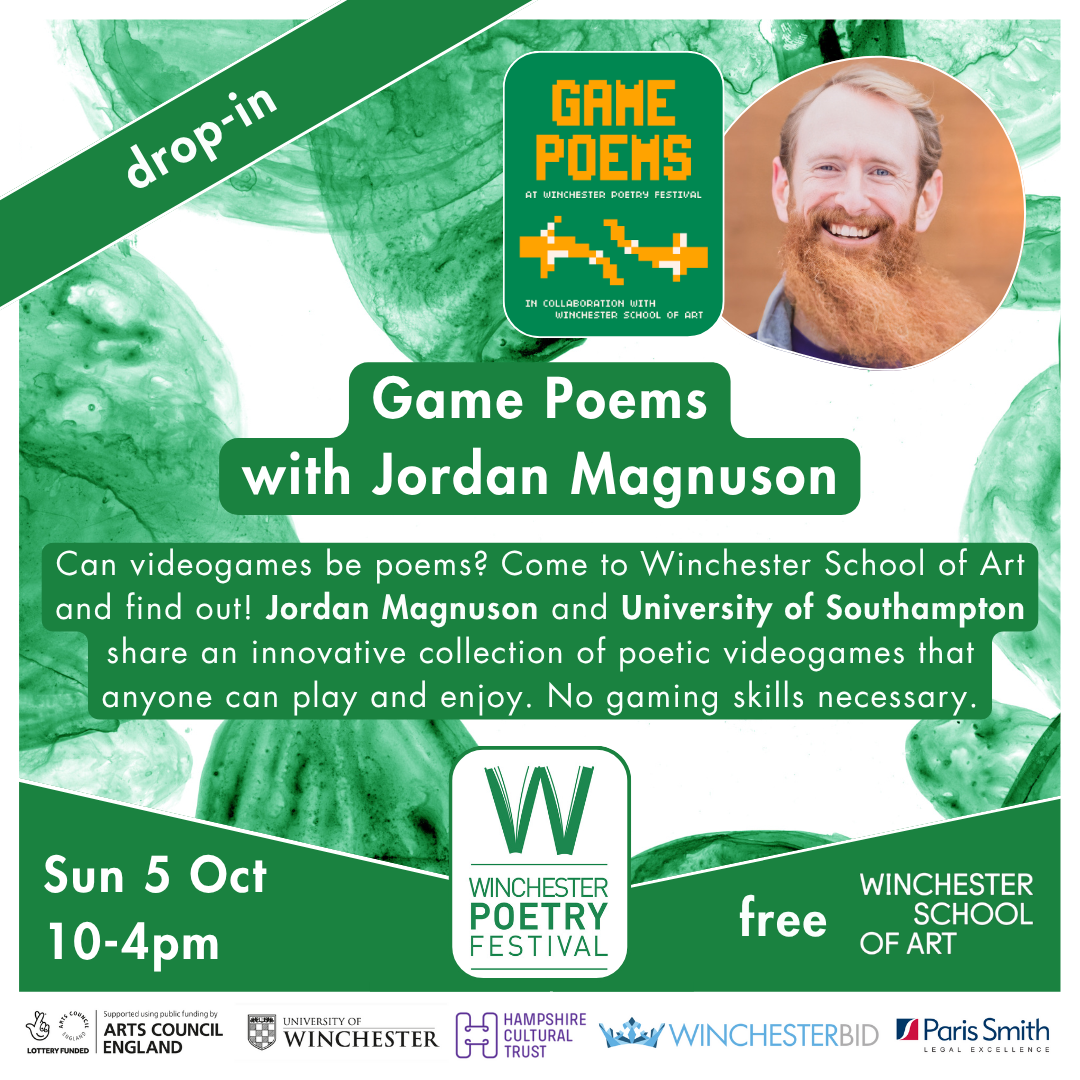 drop-in
GAME
POEMS
AT WINCHESTER POETRY FESTIVAL
IN COLLABORATION WITH
WINCHESTER SCHOOL OF ART
Game Poems
with Jordan Magnuson
Can videogames be poems? Come to Winchester School of Art
and find out! Jordan Magnuson and University of Southampton
share an innovative collection of poetic videogames that
anyone can play and enjoy. No gaming skills necessary.
Sun 5 Oct
10-4pm
W
WINCHESTER
POETRY
FESTIVAL
free
WINCHESTER
SCHOOL
OF ART
LOTTERY FUNDED
ARTS COUNCIL
ENGLAND
Supported using public funding by
ARTS COUNCIL
ENGLAND
UNIVERSITY OF
WINCHESTER
HAMPSHIRE
CULTURAL
TRUST
WINCHESTERBID
Paris Smith
LEGAL EXCELLENCE